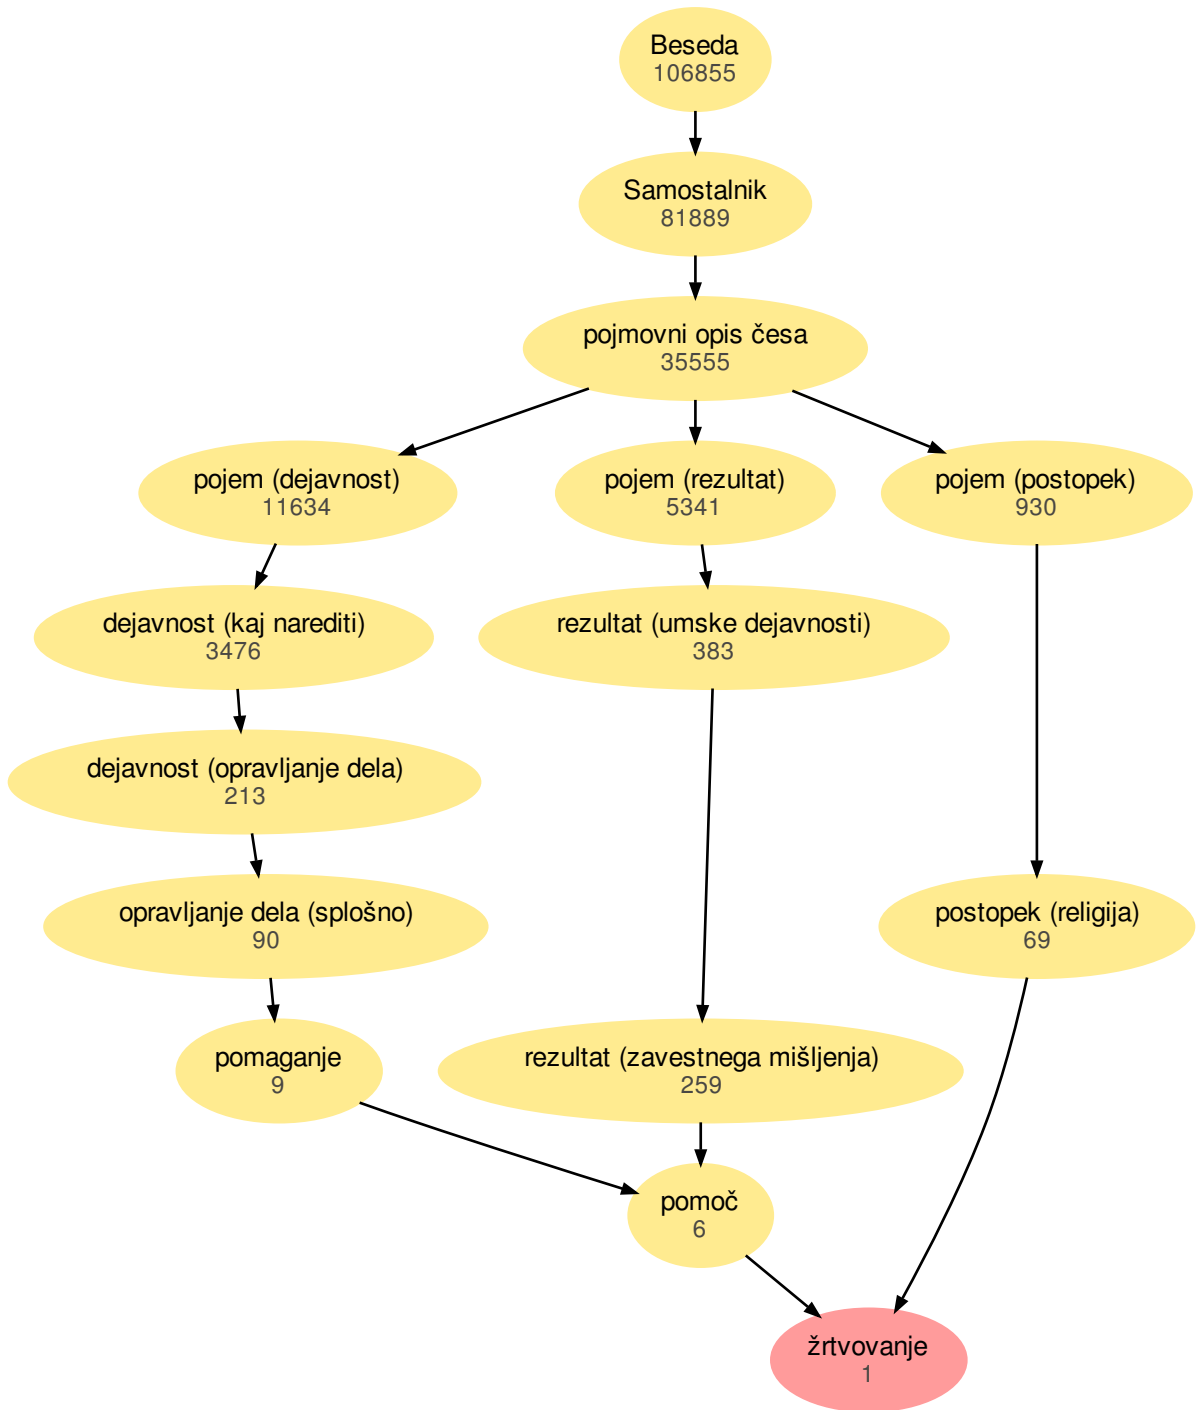 Beseda
106855
Samostalnik
81889
pojmovni opis česa
35555
pojem (dejavnost)
11634
pojem (rezultat)
5341
pojem (postopek)
930
dejavnost (kaj narediti)
3476
rezultat (umske dejavnosti)
383
dejavnost (opravljanje dela)
213
opravljanje dela (splošno)
90
postopek (religija)
69
pomaganje
9
rezultat (zavestnega mišljenja)
259
pomoč
6
žrtvovanje
1